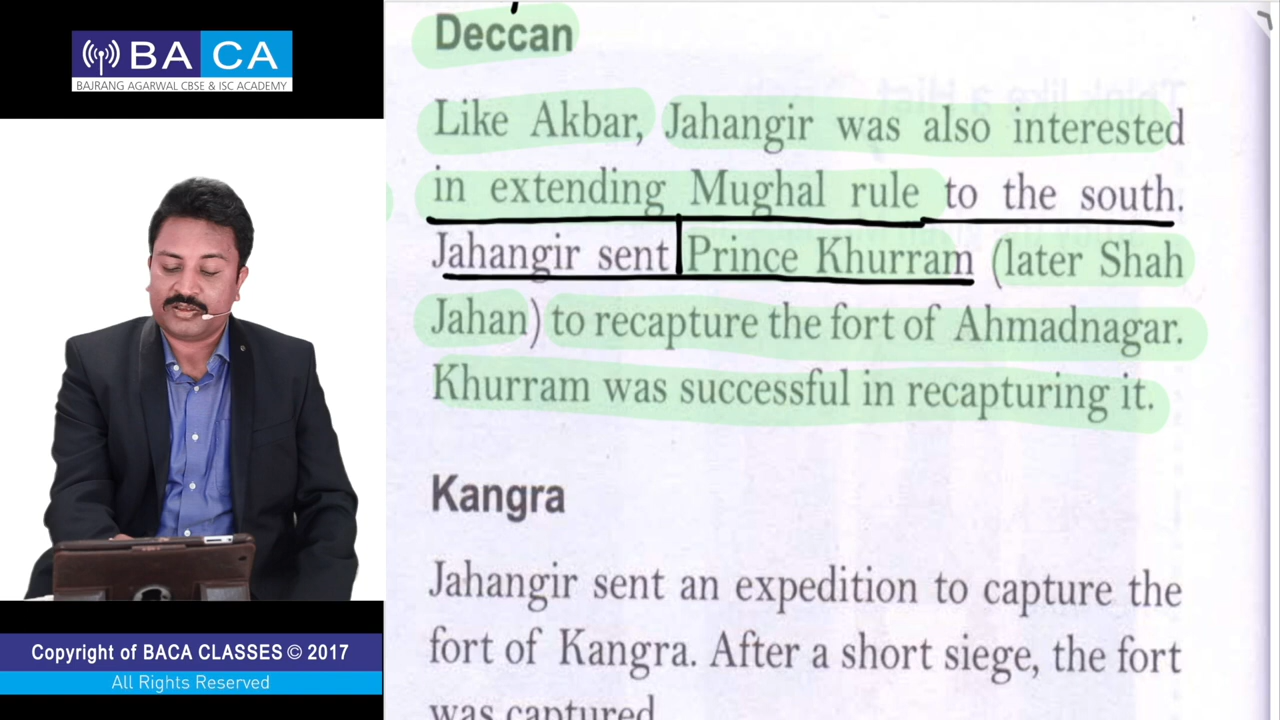 BACA
BAJRANG AGARWAL CBSE & ISC ACADEMY
Deccan
Like Akbar, Jahangir was also interested
in extending Mughal rule to the south.
Jahangir sent Prince Khurram (later Shah
Jahan) to recapture the fort of Ahmadnagar.
Khurram was successful in recapturing it.
Kangra
Jahangir sent an expedition to capture the
fort of Kangra. After a short siege, the fort
was captured
Copyright of BACA CLASSES © 2017
All Rights Reserved